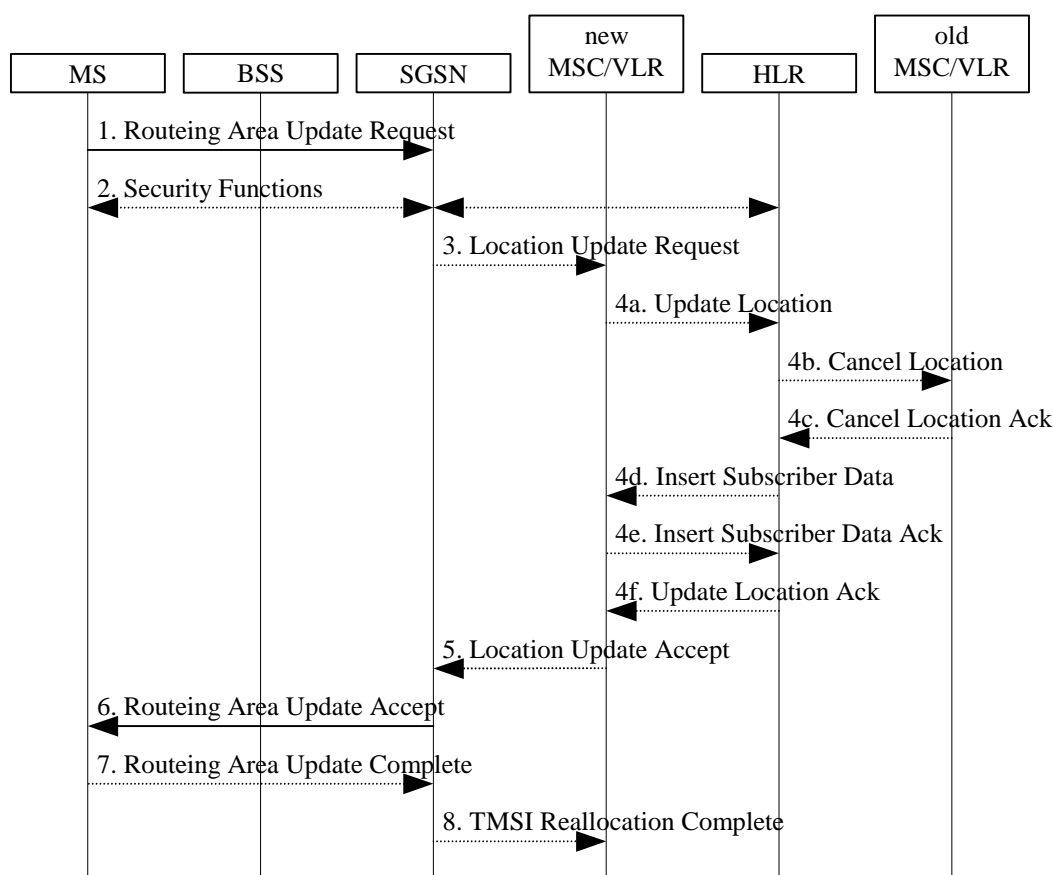 new
old
MS
BSS
SGSN
MSC/VLR
HLR
MSC/VLR
1. Routeing Area Update Request
2. Security Functions
3. Location Update Request
4a. Update Location
4b. Cancel Location
4c. Cancel Location Ack
4d. Insert Subscriber Data
4e. Insert Subscriber Data Ack
4f. Update Location Ack
5. Location Update Accept
6. Routeing Area Update Accept
7. Routeing Area Update Complete
8. TMSI Reallocation Complete